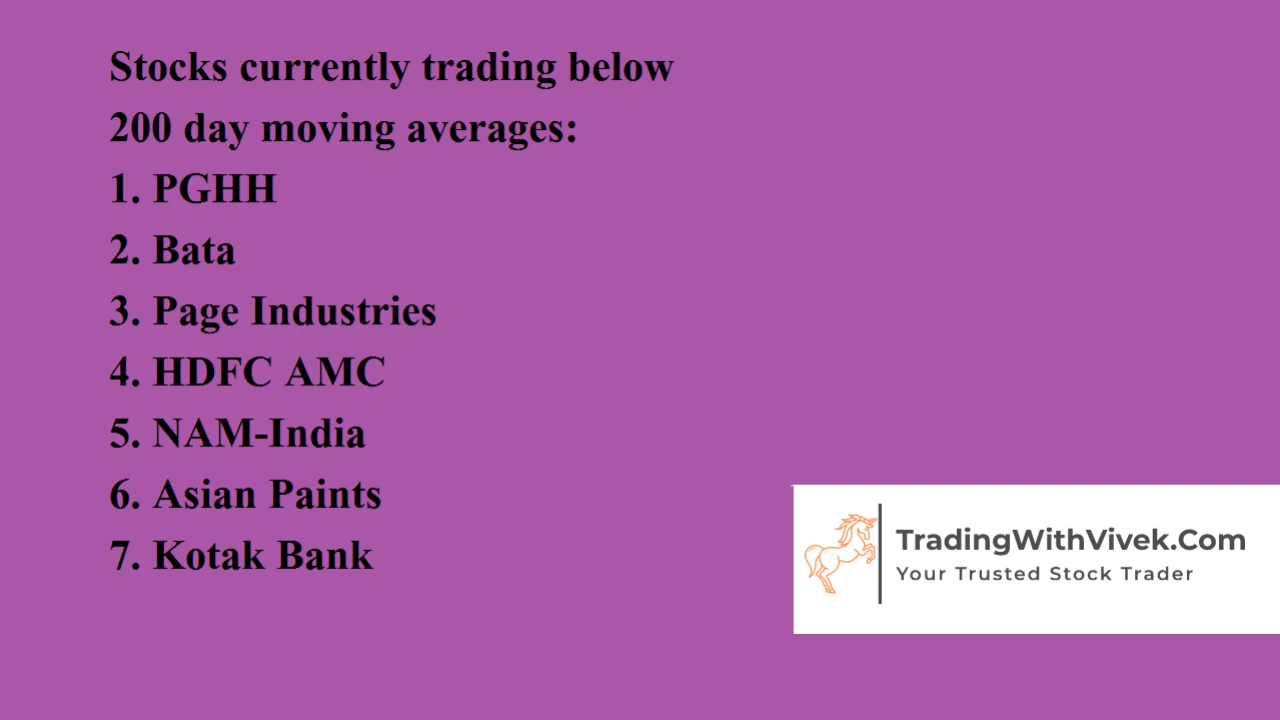 Stocks currently trading below
200 day moving averages:
1. PGHH
2. Bata
3. Page Industries
4. HDFC AMC
5. NAM-India
6. Asian Paints
7. Kotak Bank
TradingWithVivek.Com
Your Trusted Stock Trader